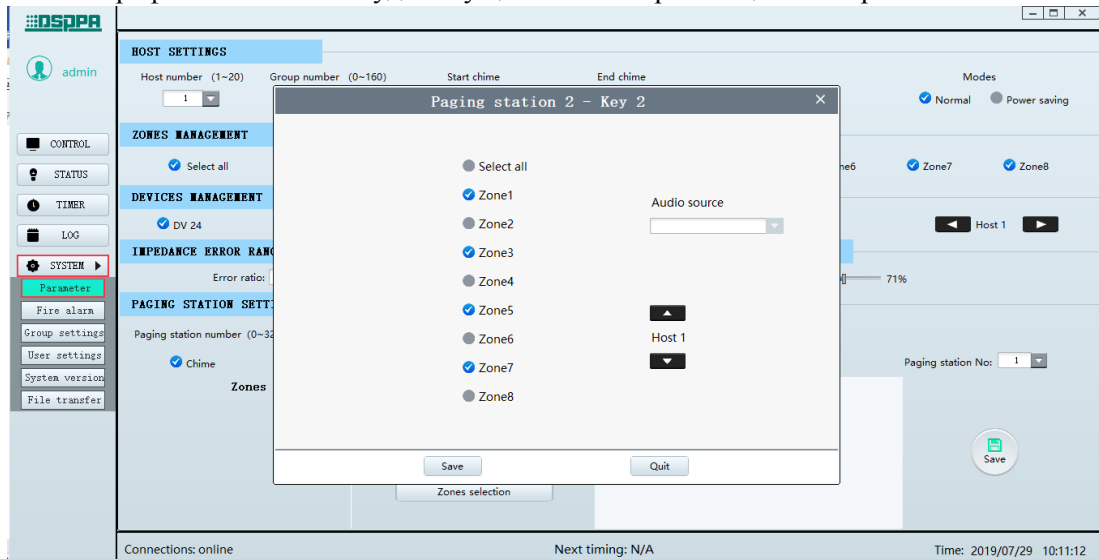 DSPPA
admin
CONTROL
STATUS
TIMER
LOG
SYSTEM
Parameter
Fire alarm
Group settings
User settings
System version
File transfer
HOST SETTINGS
Host number (1~20) Group number (0~160) Start chime End chime Modes
1 Normal Power saving
ZONES MANAGEMENT
Select all Zone7 Zone8
DEVICES MANAGEMENT
DV 24 Host 1
IMPEDANCE ERROR RAN
Error ratio: 71%
PAGING STATION SETT
Paging station number (0~32
Chime Paging station No: 1
Zones
Save
Zones selection
Paging station 2 - Key 2
Select all
Zone1
Zone2
Zone3
Zone4
Zone5
Zone6
Zone7
Zone8
Audio source
Host 1
Save Quit
Connections: online Next timing: N/A Time: 2019/07/29 10:11:12